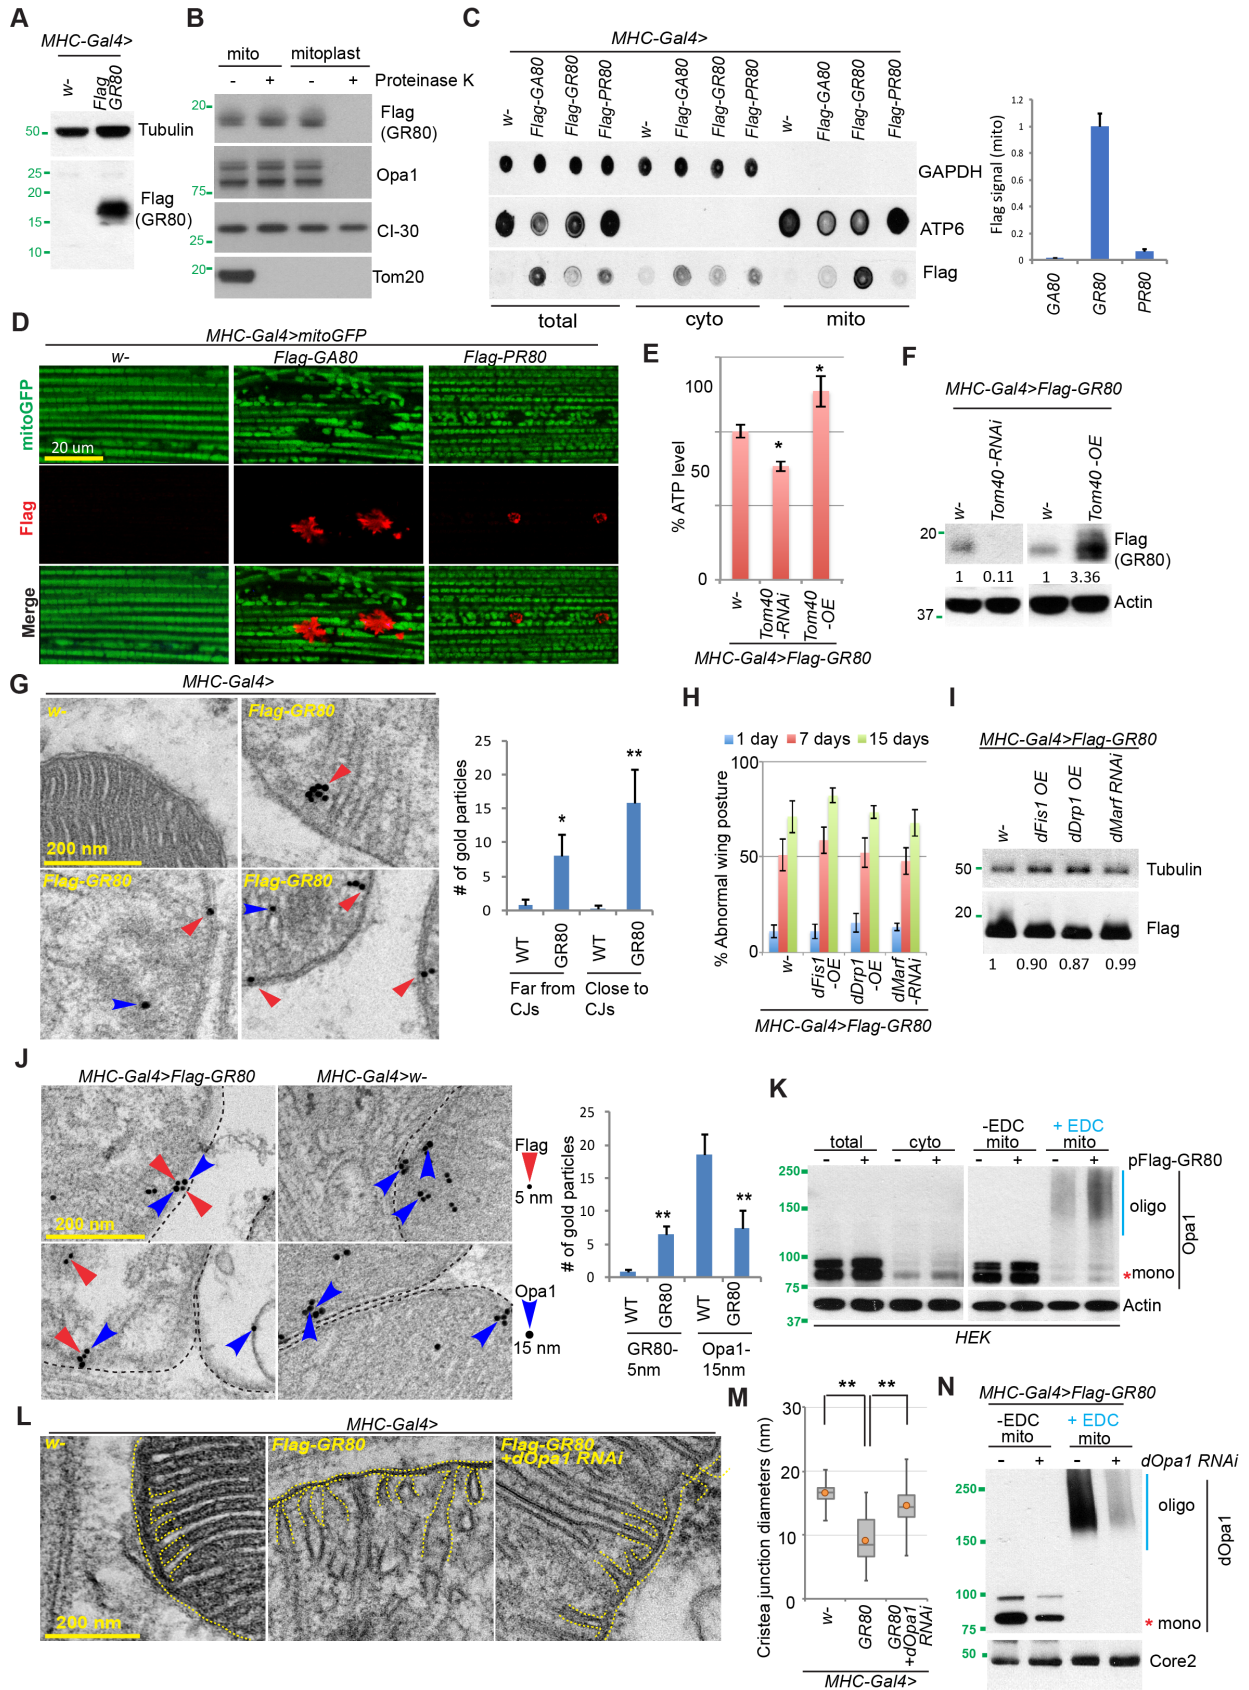 A
MHC-Gal4>
w-
Flag
GR80
50
Tubulin
25
20
15
10
Flag
(GR80)
B
mito
mitoplast
-
+
-
+
Proteinase K
20
Flag
(GR80)
Opa1
75
CI-30
25
20
Tom20
C
MHC-Gal4>
w-
Flag-GA80
Flag-GR80
Flag-PR80
w-
Flag-GA80
Flag-GR80
Flag-PR80
w-
Flag-GA80
Flag-GR80
Flag-PR80
GAPDH
ATP6
Flag
total
cyto
mito
Flag signal (mito)
1.2
1
0.8
0.6
0.4
0.2
0
GA80
GR80
PR80
D
MHC-Gal4>mitoGFP
w-
Flag-GA80
Flag-PR80
mitoGFP
20 um
Flag
Merge
E
% ATP level
100
50
0
*
*
w-
Tom40
-RNAi
Tom40
-OE
MHC-Gal4>Flag-GR80
F
MHC-Gal4>Flag-GR80
w-
Tom40 -RNAi
w-
Tom40 -OE
20
Flag
(GR80)
1
0.11
1
3.36
Actin
37
G
MHC-Gal4>
w-
Flag-GR80
200 nm
Flag-GR80
Flag-GR80
# of gold particles
25
20
15
10
5
0
*
**
WT
GR80
WT
GR80
Far from
CJs
Close to
CJs
H
1 day
7 days
15 days
% Abnormal wing posture
100
50
0
w-
dFis1
-OE
dDrp1
-OE
dMarf
-RNAi
MHC-Gal4>Flag-GR80
I
MHC-Gal4>Flag-GR80
w-
dFis1 OE
dDrp1 OE
dMarf RNAi
50
Tubulin
20
Flag
1
0.90
0.87
0.99
J
MHC-Gal4>Flag-GR80
MHC-Gal4>w-
200 nm
Flag
5 nm
Opa1
15 nm
# of gold particles
25
20
15
10
5
0
**
**
WT
GR80
WT
GR80
GR80-
5nm
Opa1-
15nm
K
total
cyto
-EDC
mito
+ EDC
mito
-
+
-
+
-
+
-
+
pFlag-GR80
250
150
100
75
37
oligo
*mono
Opa1
Actin
HEK
L
MHC-Gal4>
w-
Flag-GR80
Flag-GR80
+dOpa1 RNAi
200 nm
M
Cristea junction diameters (nm)
30
20
10
0
**
**
w-
GR80
GR80
+dOpa1
RNAi
MHC-Gal4>
N
MHC-Gal4>Flag-GR80
-EDC
mito
+ EDC
mito
-
+
-
+
dOpa1 RNAi
250
150
100
75
50
oligo
* mono
dOpa1
Core2